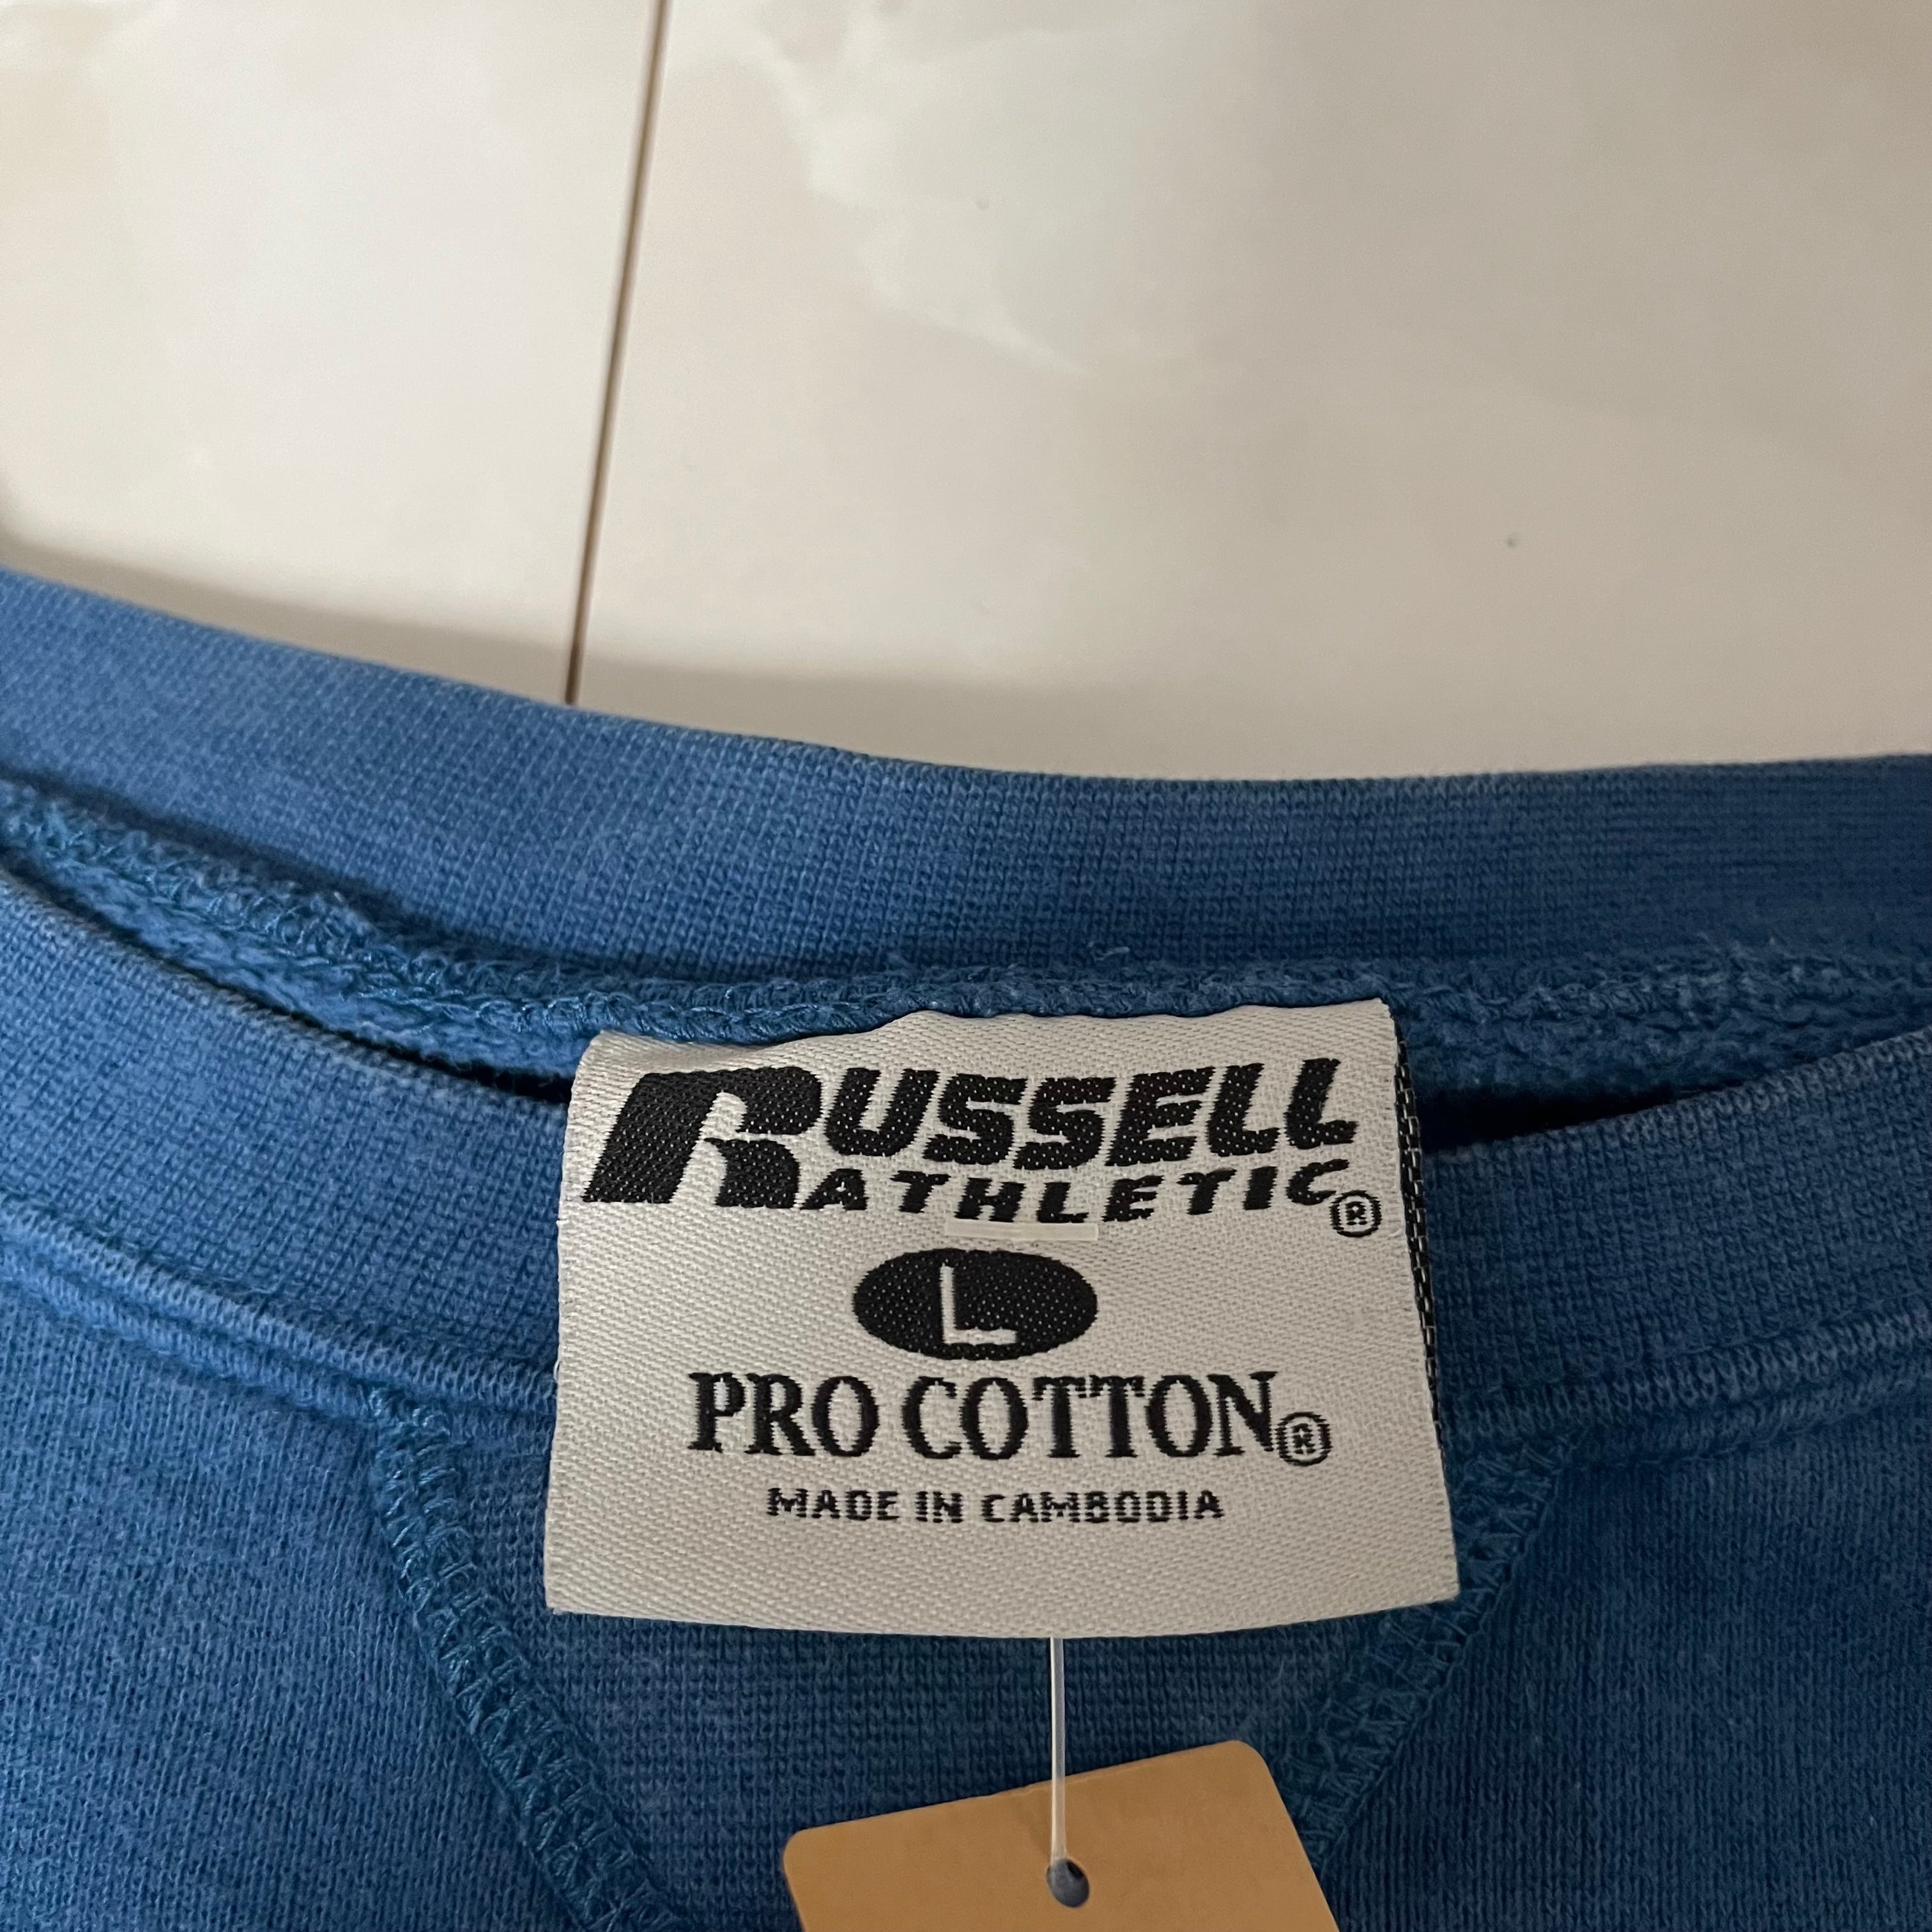 RUSSELL
ATHLETIC®
L
PRO COTTON®
MADE IN CAMBODIA